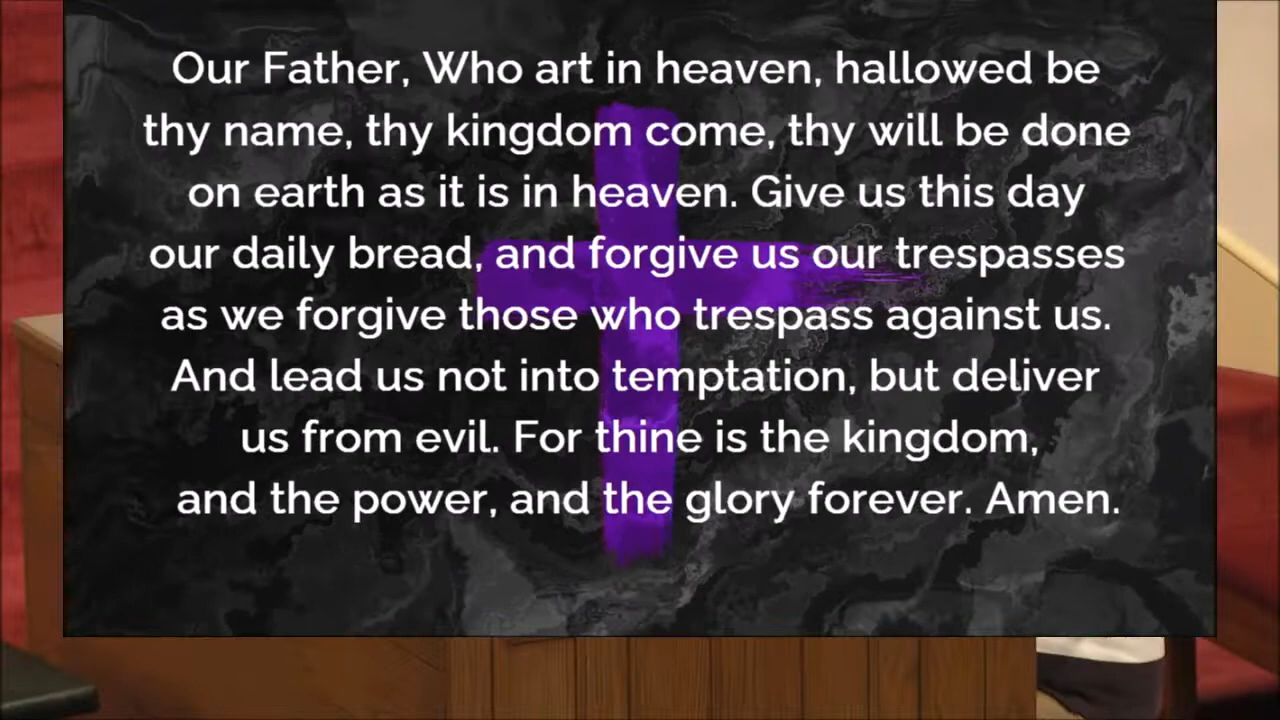 Our Father, Who art in heaven, hallowed be
thy name, thy kingdom come, thy will be done
on earth as it is in heaven. Give us this day
our daily bread, and forgive us our trespasses
as we forgive those who trespass against us.
And lead us not into temptation, but deliver
us from evil. For thine is the kingdom,
and the power, and the glory forever. Amen.